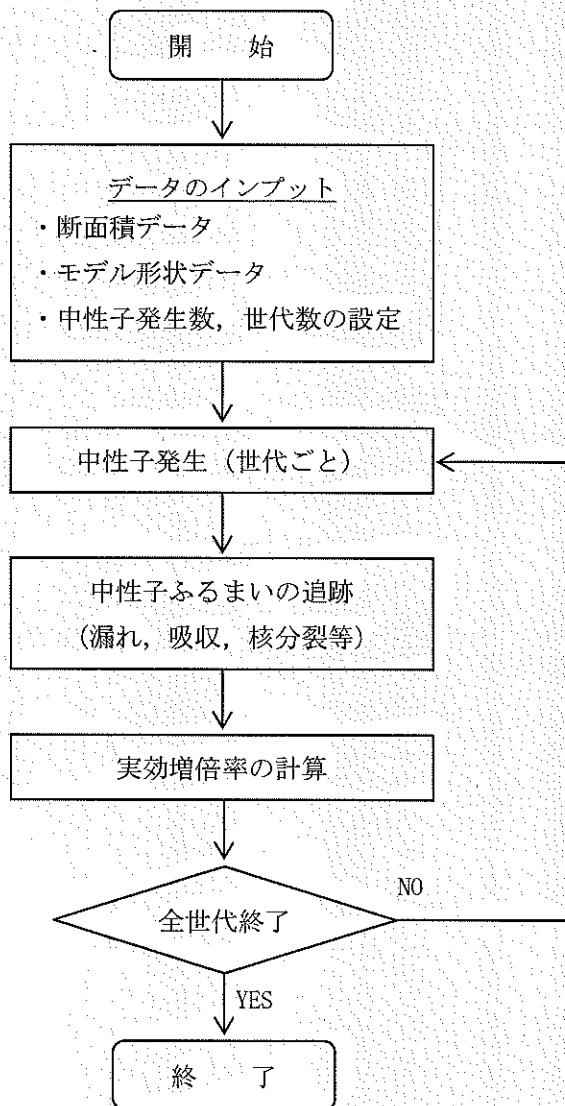 開　始
データのインプット
・断面積データ
・モデル形状データ
・中性子発生数，世代数の設定
中性子発生（世代ごと）
中性子ふるまいの追跡
(漏れ，吸収，核分裂等)
実効増倍率の計算
全世代終了
NO
YES
終　了